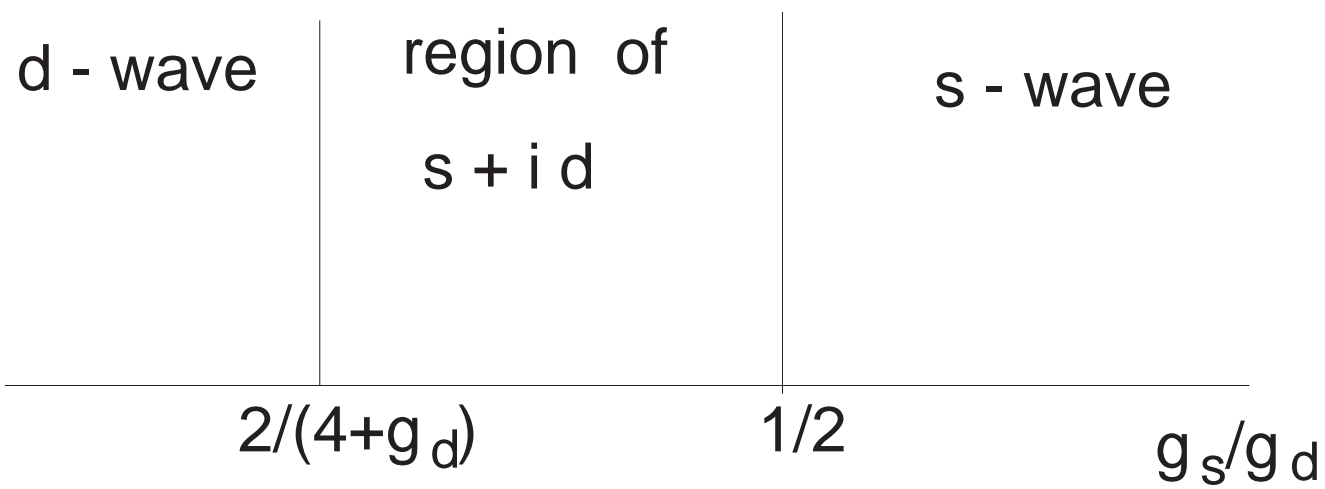 d - wave
region of
s + i d
s - wave
2/(4+g d)
1/2
g s/g d